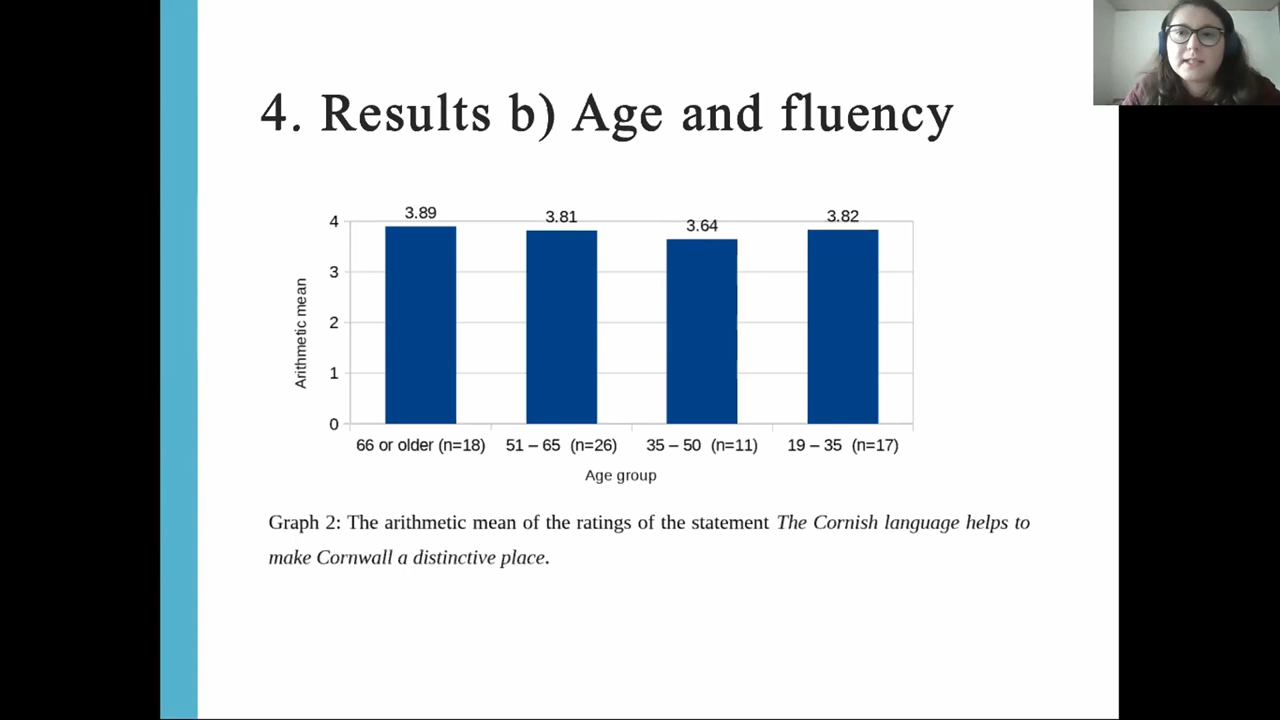 4. Results b) Age and fluency
3.89
3.81
3.64
3.82
4
3
2
1
0
Arithmetic mean
66 or older (n=18)
51 – 65 (n=26)
35 – 50 (n=11)
19 – 35 (n=17)
Age group
Graph 2: The arithmetic mean of the ratings of the statement The Cornish language helps to
make Cornwall a distinctive place.